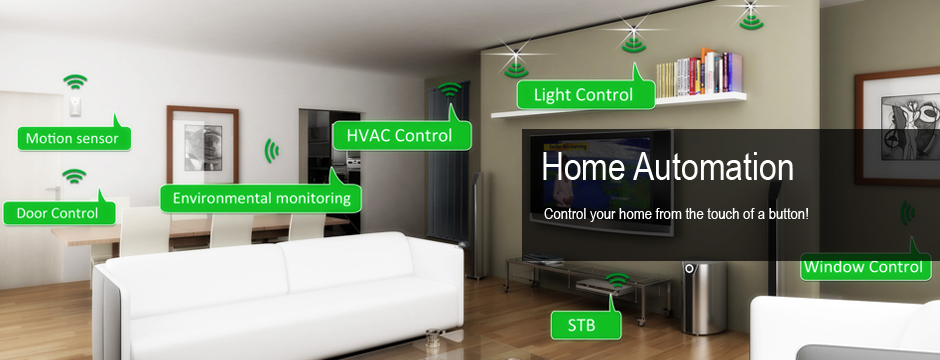 Light Control
Motion sensor
HVAC Control
Home Automation
Environmental monitoring
Door Control
Control your home from the touch of a button!
Window Control
STB